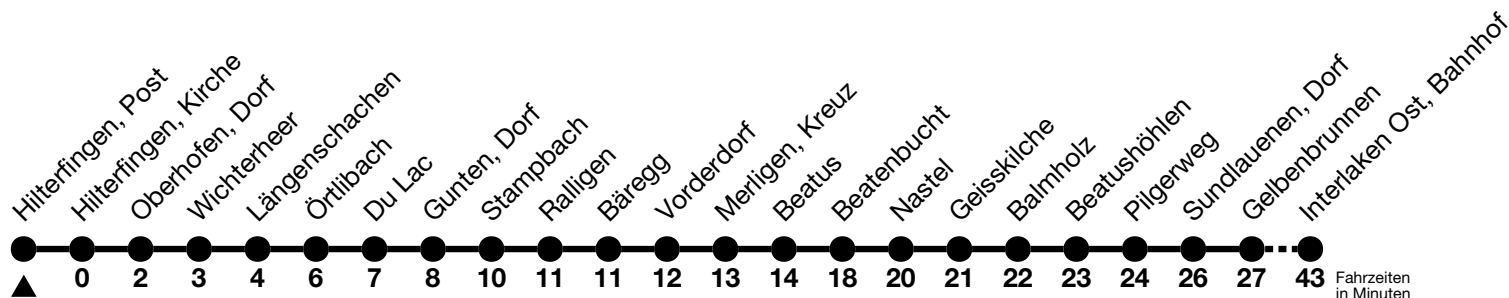 Hilterfingen, Post
Hilterfingen, Kirche
Oberhofen, Dorf
Wichterheer
Längenschachen
Örtlibach
Du Lac
Gunten, Dorf
Stampbach
Ralligen
Bäregg
Vorderdorf
Merligen, Kreuz
Beatus
Beatenbucht
Nastel
Geisskilche
Balmholz
Beatushöhlen
Pilgerweg
Sundlauenen, Dorf
Gelbenbrunnen
Interlaken Ost, Bahnhof
0 2 3 4 6 7 8 10 11 11 12 13 14 18 20 21 22 23 24 26 27 43 Fahrzeiten
in Minuten